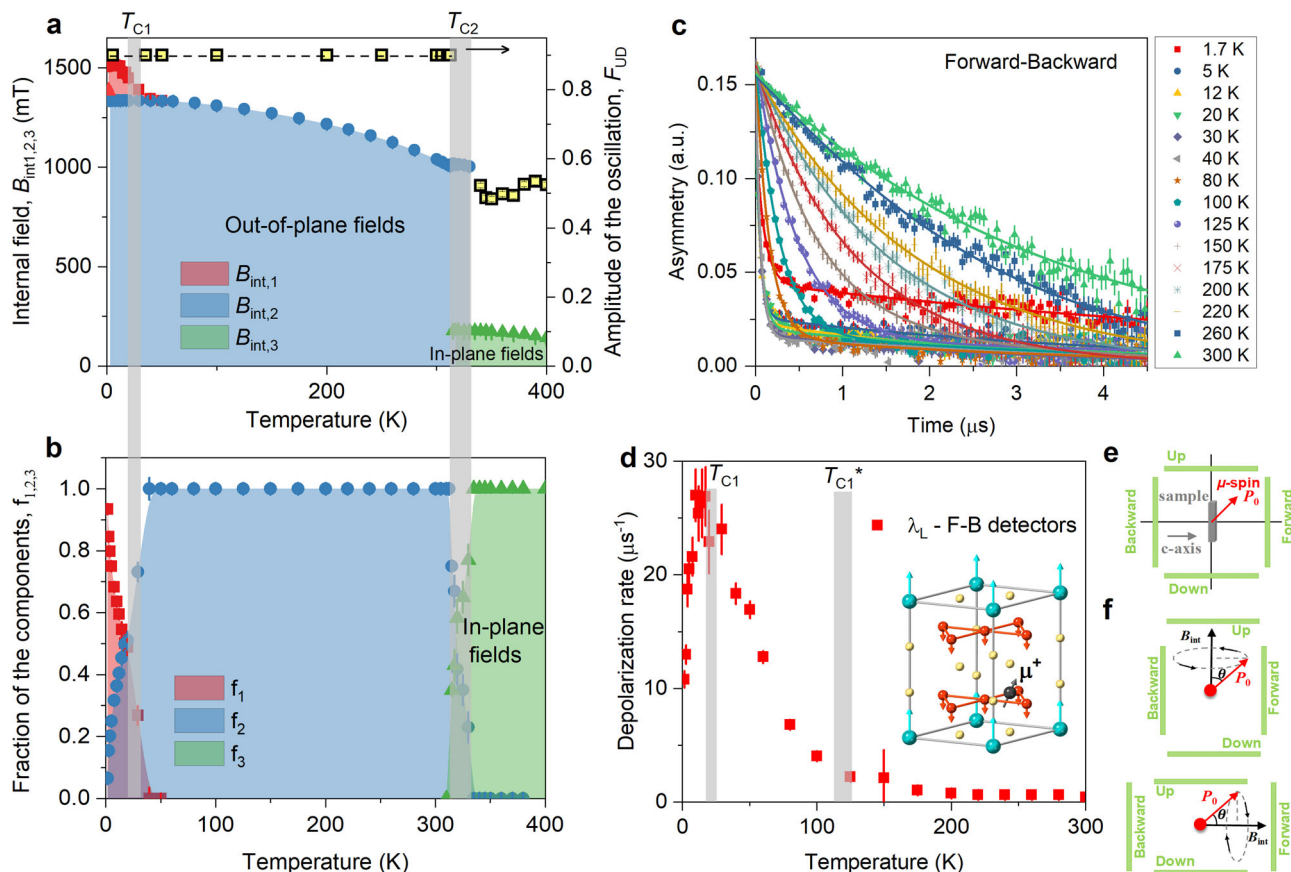 a
T_C1
T_C2
Internal field, B_int1,2,3 (mT)
1500
1000
500
0
Out-of-plane fields
B_int,1
B_int,2
B_int,3
In-plane fields
1.0
0.8
0.6
0.4
0.2
0.0
Amplitude of the oscillation, F_UD
0
200
400
Temperature (K)
b
Fraction of the components, f_1,2,3
1.0
0.8
0.6
0.4
0.2
0.0
In-plane
fields
f_1
f_2
f_3
0
100
200
300
400
Temperature (K)
c
Forward-Backward
Asymmetry (a.u.)
0.15
0.10
0.05
0.00
0
1
2
3
4
Time (μs)
1.7 K
5 K
12 K
20 K
30 K
40 K
80 K
100 K
125 K
150 K
175 K
200 K
220 K
260 K
300 K
d
T_C1
T_C1*
λ_L - F-B detectors
μ⁺
Depolarization rate (μs⁻¹)
30
20
10
0
0
100
200
300
Temperature (K)
e
Up
sample
μ-spin
P_0
Backward
Forward
c-axis
Down
f
B_int
Up
θ
P_0
Backward
Forward
Down
Up
P_0
θ
B_int
Backward
Forward
Down